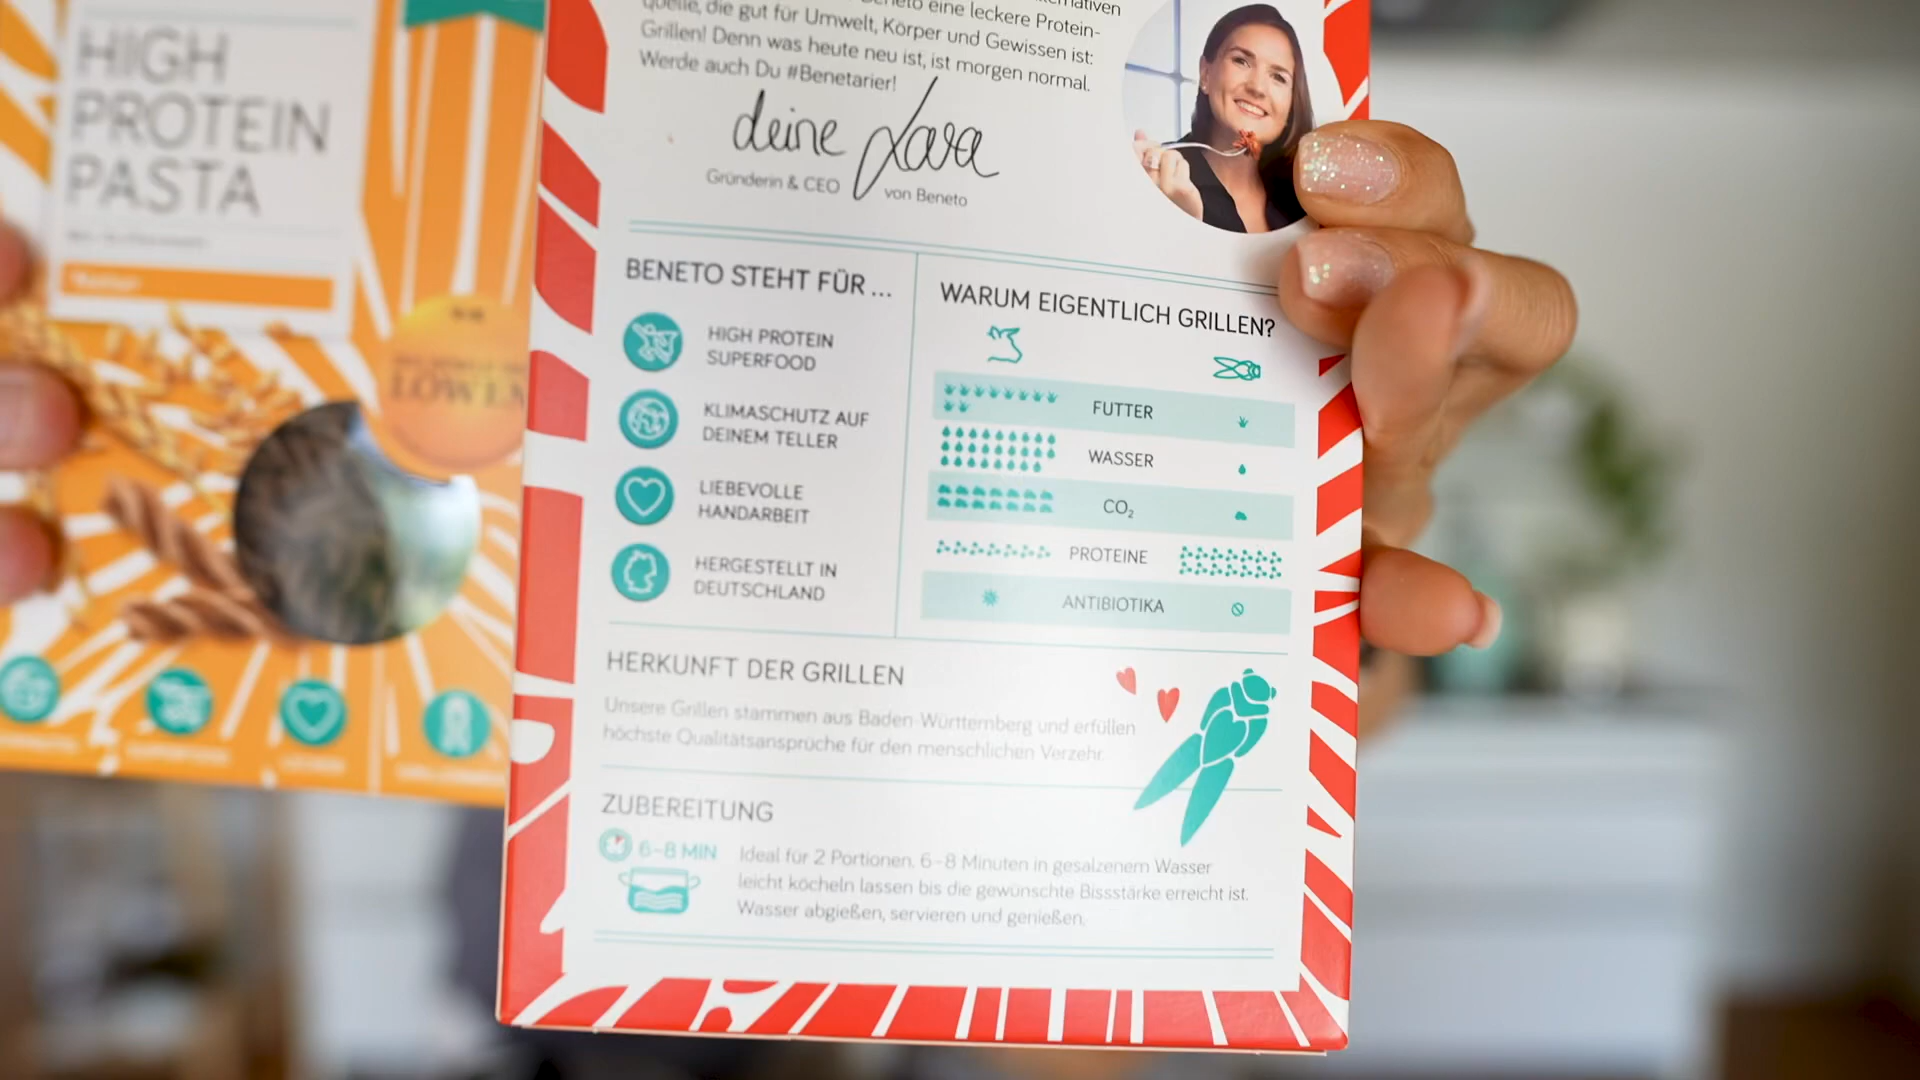 HIGH
PROTEIN
PASTA
LÖWEN
eine leckere Protein-
quelle, die gut für Umwelt, Körper und Gewissen ist:
Grillen! Denn was heute neu ist, ist morgen normal.
Werde auch Du #Benetarier!
deine Lara
Gründerin & CEO
von Beneto
BENETO STEHT FÜR ...
HIGH PROTEIN
SUPERFOOD
KLIMASCHUTZ AUF
DEINEM TELLER
LIEBEVOLLE
HANDARBEIT
HERGESTELLT IN
DEUTSCHLAND
WARUM EIGENTLICH GRILLEN?
FUTTER
WASSER
CO₂
PROTEINE
ANTIBIOTIKA
HERKUNFT DER GRILLEN
Unsere Grillen stammen aus Baden-Württemberg und erfüllen
höchste Qualitätsansprüche für den menschlichen Verzehr.
ZUBEREITUNG
6–8 MIN
Ideal für 2 Portionen. 6–8 Minuten in gesalzenem Wasser
leicht köcheln lassen bis die gewünschte Bissstärke erreicht ist.
Wasser abgießen, servieren und genießen.